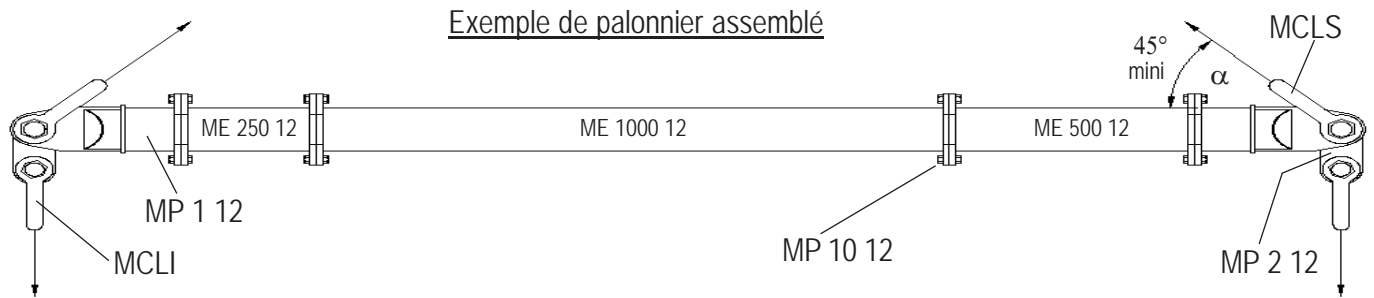 Exemple de palonnier assemblé
45°
mini
α
MCLS
ME 250 12
ME 1000 12
ME 500 12
MP 1 12
MCLI
MP 10 12
MP 2 12